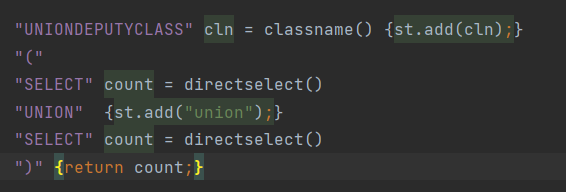 "UNIONDEPUTYCLASS" cln = classname() {st.add(cln);}
"("
"SELECT" count = directselect()
"UNION"  {st.add("union");}
"SELECT" count = directselect()
")" {return count;}